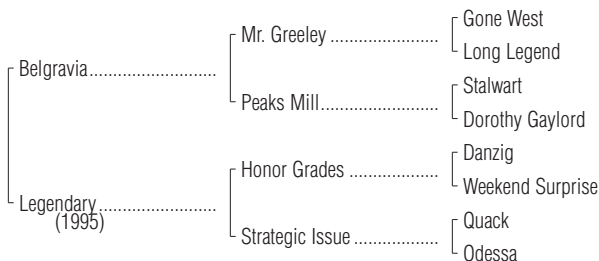 Gone West
Mr. Greeley ........................
Long Legend
Belgravia............................
Stalwart
Peaks Mill..........................
Dorothy Gaylord
Danzig
Honor Grades ....................
Weekend Surprise
Legendary..........................
(1995)
Quack
Strategic Issue ...................
Odessa